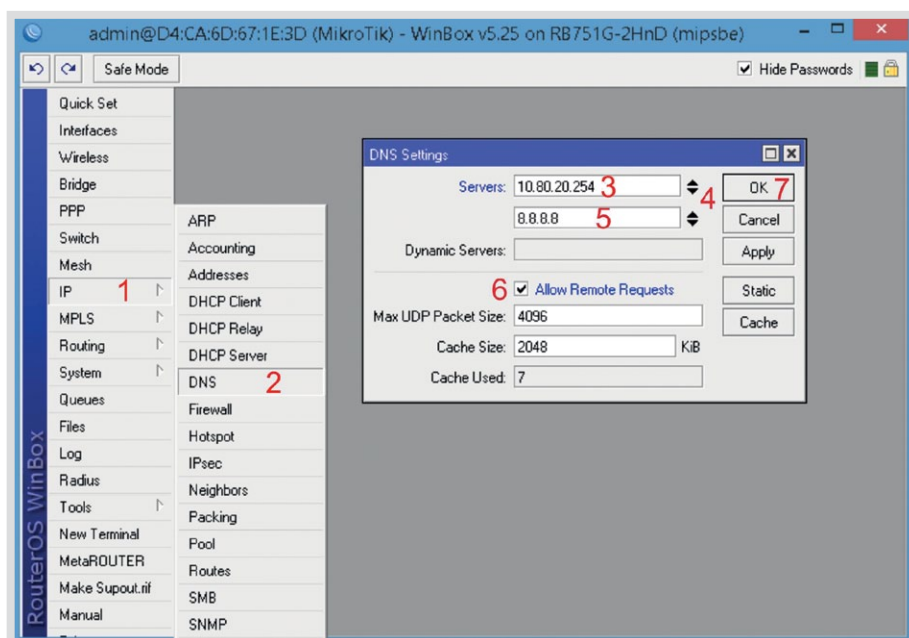 admin@D4:CA:6D:67:1E:3D (MikroTik) - WinBox v5.25 on RB751G-2HnD (mipsbe)
Safe Mode
Hide Passwords
RouterOS WinBox
Quick Set
Interfaces
Wireless
Bridge
PPP
Switch
Mesh
IP 1
MPLS
Routing
System
Queues
Files
Log
Radius
Tools
New Terminal
MetaROUTER
Make Supout.rif
Manual
ARP
Accounting
Addresses
DHCP Client
DHCP Relay
DHCP Server
DNS 2
Firewall
Hotspot
IPsec
Neighbors
Packing
Pool
Routes
SMB
SNMP
DNS Settings
Servers: 10.80.20.254 3
4
8.8.8.8 5
Dynamic Servers:
6 Allow Remote Requests
Max UDP Packet Size: 4096
Cache Size: 2048 KiB
Cache Used: 7
OK 7
Cancel
Apply
Static
Cache